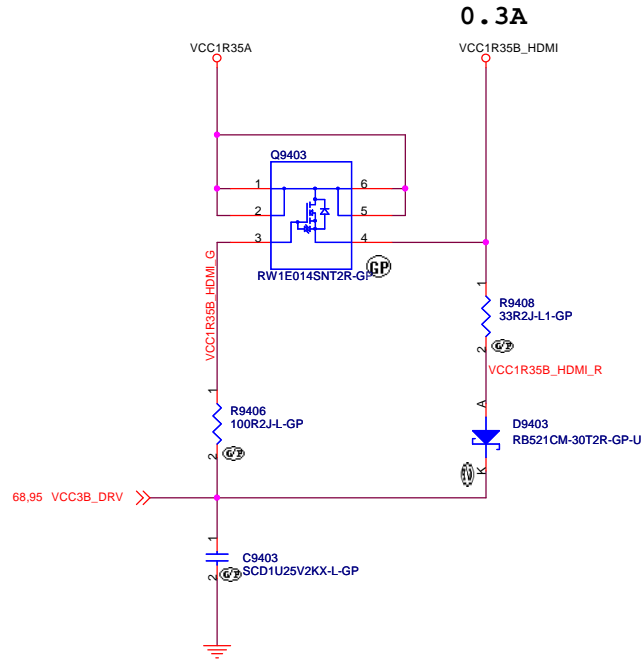 0.3A
VCC1R35A
VCC1R35B_HDMI
Q9403
1
6
2
5
3
4
RW1E014SNT2R-GP
GP
VCC1R35B_HDMI_G
1
R9408
33R2J-L1-GP
2
G/P
VCC1R35B_HDMI_R
1
R9406
100R2J-L-GP
2
G/P
A
D9403
RB521CM-30T2R-GP-U
K
68,95 VCC3B_DRV
1
C9403
SCD1U25V2KX-L-GP
2
G/P